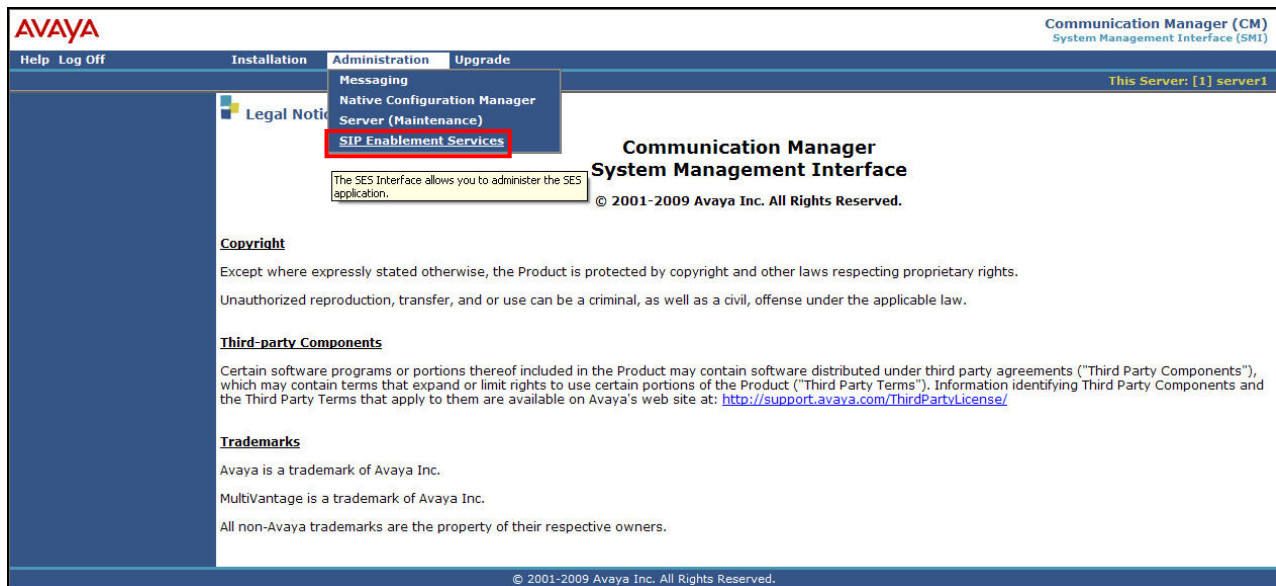 AVAYA
Communication Manager (CM)
System Management Interface (SMI)
Help Log Off
Installation Administration Upgrade
This Server: [1] server1
Messaging
Native Configuration Manager
Server (Maintenance)
SIP Enablement Services
The SES Interface allows you to administer the SES
application.
Legal Notic
Communication Manager
System Management Interface
© 2001-2009 Avaya Inc. All Rights Reserved.
Copyright
Except where expressly stated otherwise, the Product is protected by copyright and other laws respecting proprietary rights.
Unauthorized reproduction, transfer, and or use can be a criminal, as well as a civil, offense under the applicable law.
Third-party Components
Certain software programs or portions thereof included in the Product may contain software distributed under third party agreements ("Third Party Components"),
which may contain terms that expand or limit rights to use certain portions of the Product ("Third Party Terms"). Information identifying Third Party Components and
the Third Party Terms that apply to them are available on Avaya's web site at: http://support.avaya.com/ThirdPartyLicense/
Trademarks
Avaya is a trademark of Avaya Inc.
MultiVantage is a trademark of Avaya Inc.
All non-Avaya trademarks are the property of their respective owners.
© 2001-2009 Avaya Inc. All Rights Reserved.